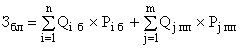 З_бл = ∑_{i=1}^{n} Q_{i б} × P_{i б} + ∑_{j=1}^{m} Q_{j пп} × P_{j пп}